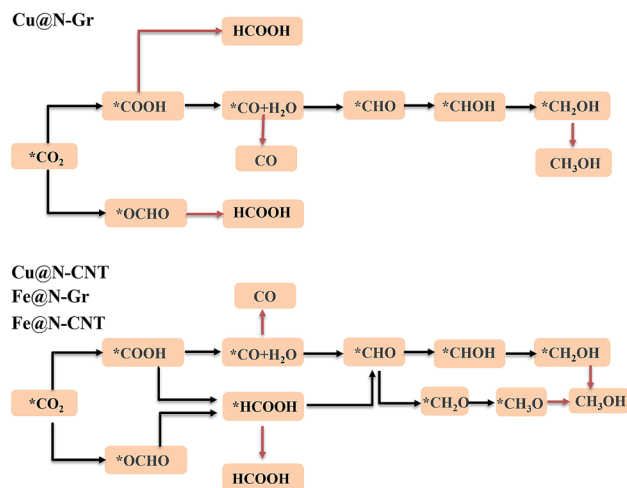 Cu@N-Gr
HCOOH
*COOH *CO+H₂O *CHO *CHOH *CH₂OH
*CO₂ CO CH₃OH
*OCHO HCOOH
Cu@N-CNT
Fe@N-Gr
Fe@N-CNT
CO
*COOH *CO+H₂O *CHO *CHOH *CH₂OH
*CO₂ *HCOOH *CH₂O *CH₃O CH₃OH
*OCHO
HCOOH